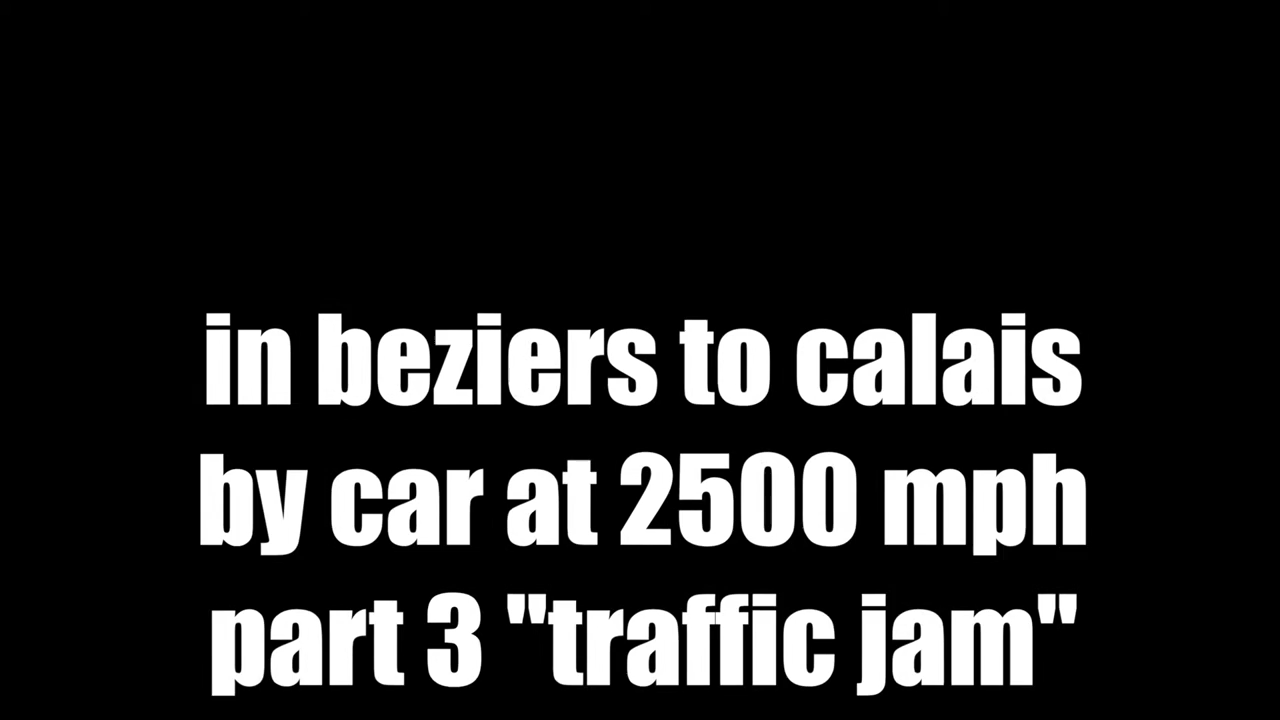 in beziers to calais
by car at 2500 mph
part 3 "traffic jam"